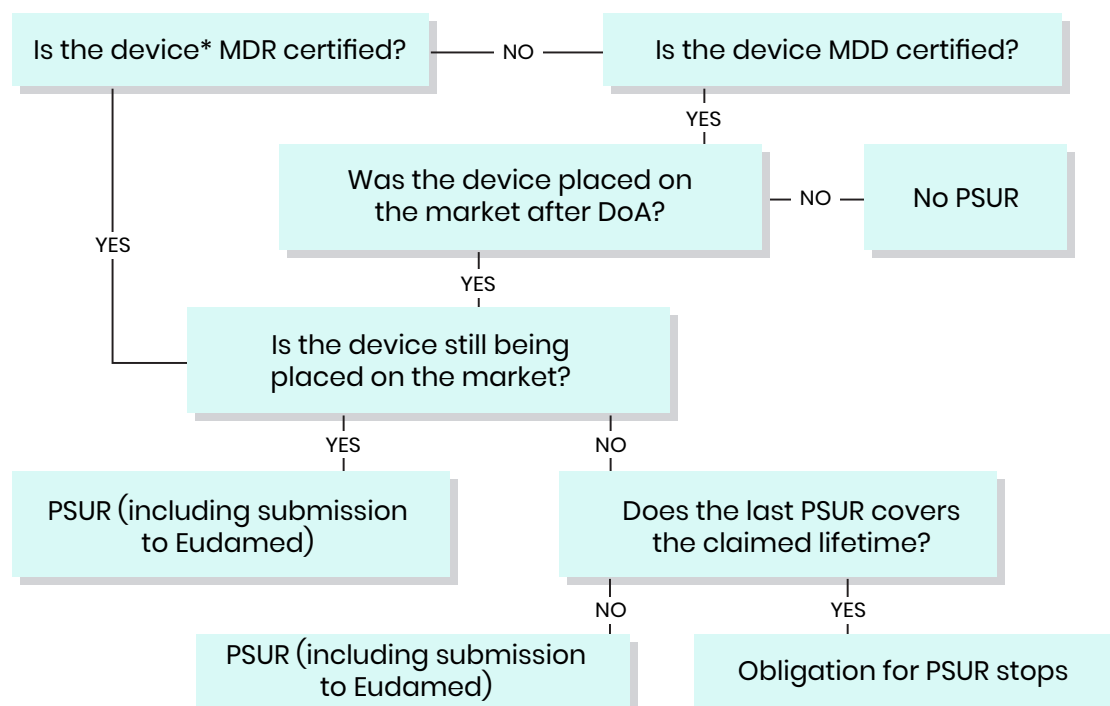 Is the device* MDR certified?
NO
Is the device MDD certified?
YES
Was the device placed on
the market after DoA?
NO
No PSUR
YES
YES
Is the device still being
placed on the market?
YES
NO
PSUR (including submission
to Eudamed)
Does the last PSUR covers
the claimed lifetime?
NO
YES
PSUR (including submission
to Eudamed)
Obligation for PSUR stops